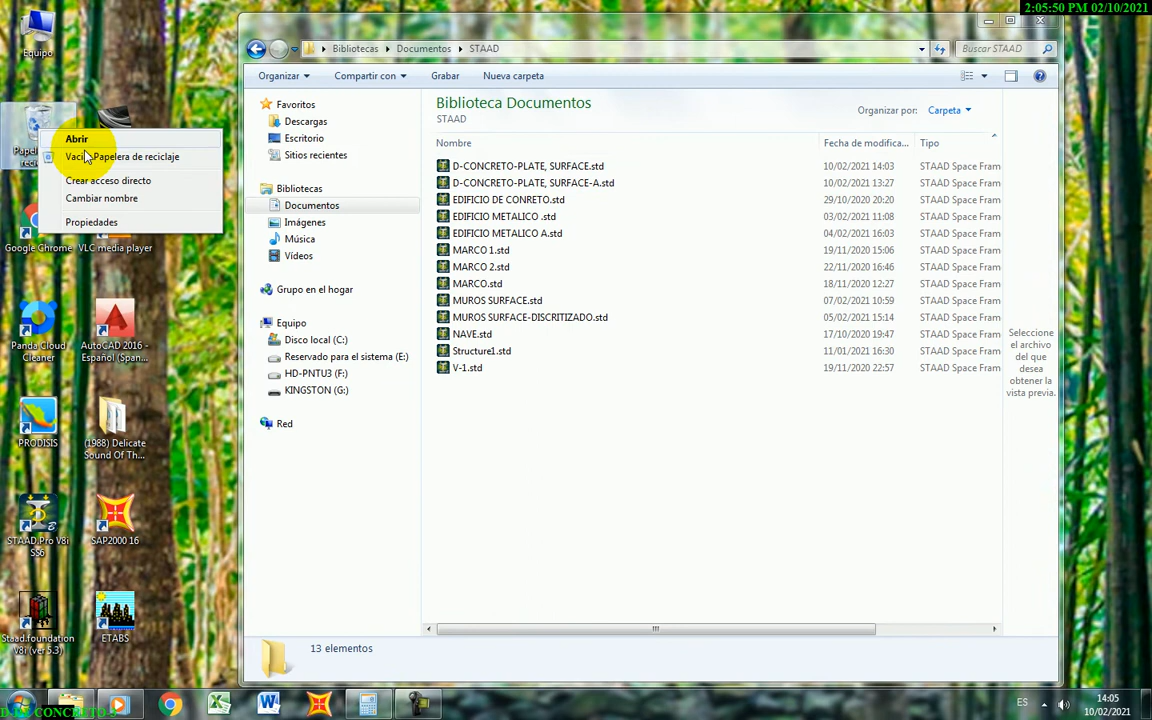 2:05:50 PM 02/10/2021
Equipo
Abrir
Papelera de reciclaje
Crear acceso directo
Cambiar nombre
Propiedades
Google Chrome
VLC media player
Panda Cloud
Cleaner
AutoCAD 2016 -
Español (Span...
PRODISIS
(1988) Delicate
Sound Of Th...
STAAD.Pro V8i
SS6
SAP2000 16
Staad.foundation
V8i (ver 5.3)
ETABS
Bibliotecas
Documentos
STAAD
Buscar STAAD
Organizar
Compartir con
Grabar
Nueva carpeta
Favoritos
Descargas
Escritorio
Sitios recientes
Bibliotecas
Documentos
Imágenes
Música
Vídeos
Grupo en el hogar
Equipo
Disco local (C:)
Reservado para el sistema (E:)
HD-PNTU3 (F:)
KINGSTON (G:)
Red
Biblioteca Documentos
STAAD
Organizar por: Carpeta
Nombre Fecha de modifica... Tipo
D-CONCRETO-PLATE, SURFACE.std 10/02/2021 14:03 STAAD Space Fram
D-CONCRETO-PLATE, SURFACE-A.std 10/02/2021 13:27 STAAD Space Fram
EDIFICIO DE CONRETO.std 29/10/2020 20:20 STAAD Space Fram
EDIFICIO METALICO .std 03/02/2021 11:08 STAAD Space Fram
EDIFICIO METALICO A.std 04/02/2021 16:03 STAAD Space Fram
MARCO 1.std 19/11/2020 15:06 STAAD Space Fram
MARCO 2.std 22/11/2020 16:46 STAAD Space Fram
MARCO.std 18/11/2020 12:27 STAAD Space Fram
MUROS SURFACE.std 07/02/2021 10:59 STAAD Space Fram
MUROS SURFACE-DISCRITIZADO.std 05/02/2021 15:14 STAAD Space Fram
NAVE.std 17/10/2020 19:47 STAAD Space Fram
Structure1.std 11/01/2021 16:30 STAAD Space Fram
V-1.std 19/11/2020 22:57 STAAD Space Fram
Seleccione
el archivo
del que
desea
obtener la
vista previa.
13 elementos
ES
14:05
10/02/2021